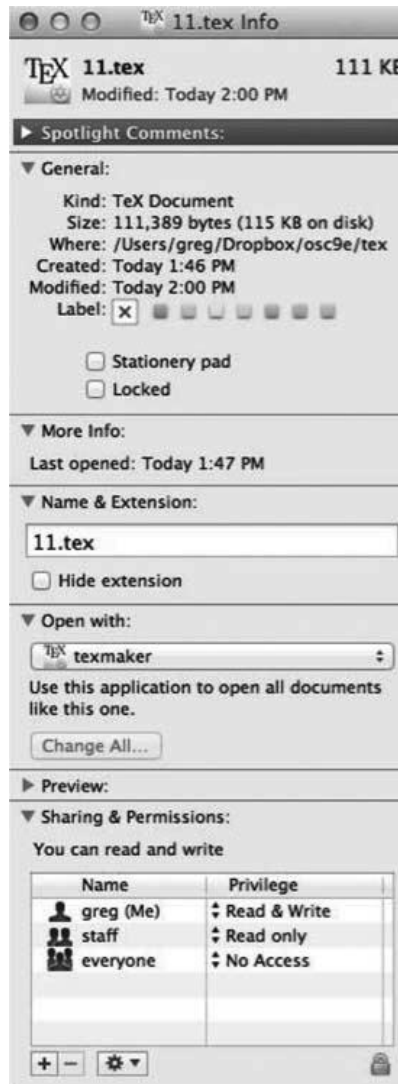 TEX 11.tex Info
TEX 11.tex 111 KB
Modified: Today 2:00 PM
Spotlight Comments:
General:
Kind: TeX Document
Size: 111,389 bytes (115 KB on disk)
Where: /Users/greg/Dropbox/osc9e/tex
Created: Today 1:46 PM
Modified: Today 2:00 PM
Label: x
Stationery pad
Locked
More Info:
Last opened: Today 1:47 PM
Name & Extension:
11.tex
Hide extension
Open with:
TEX texmaker
Use this application to open all documents
like this one.
Change All...
Preview:
Sharing & Permissions:
You can read and write
Name Privilege
greg (Me) Read & Write
staff Read only
everyone No Access